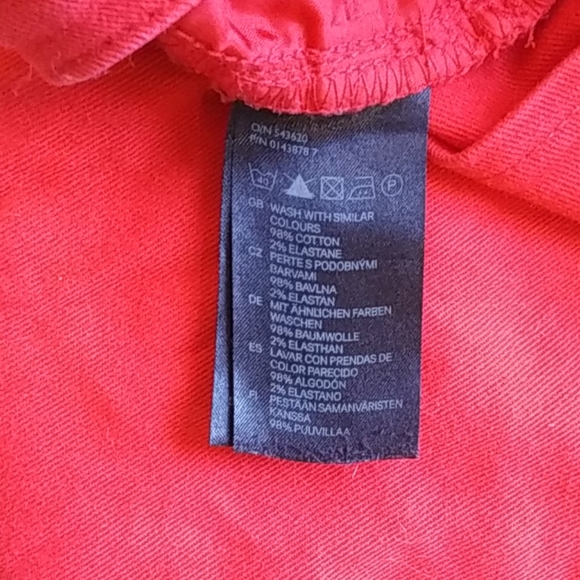 O/N 543620
P/N 0143878 7
P
GB WASH WITH SIMILAR
COLOURS
98% COTTON
2% ELASTANE
CZ PERTE S PODOBNÝMI
BARVAMI
98% BAVLNA
2% ELASTAN
DE MIT ÄHNLICHEN FARBEN
WASCHEN
98% BAUMWOLLE
2% ELASTHAN
ES LAVAR CON PRENDAS DE
COLOR PARECIDO
98% ALGODÓN
2% ELASTANO
FI PESTÄÄN SAMANVÄRISTEN
KANSSA
98% PUUVILLAA